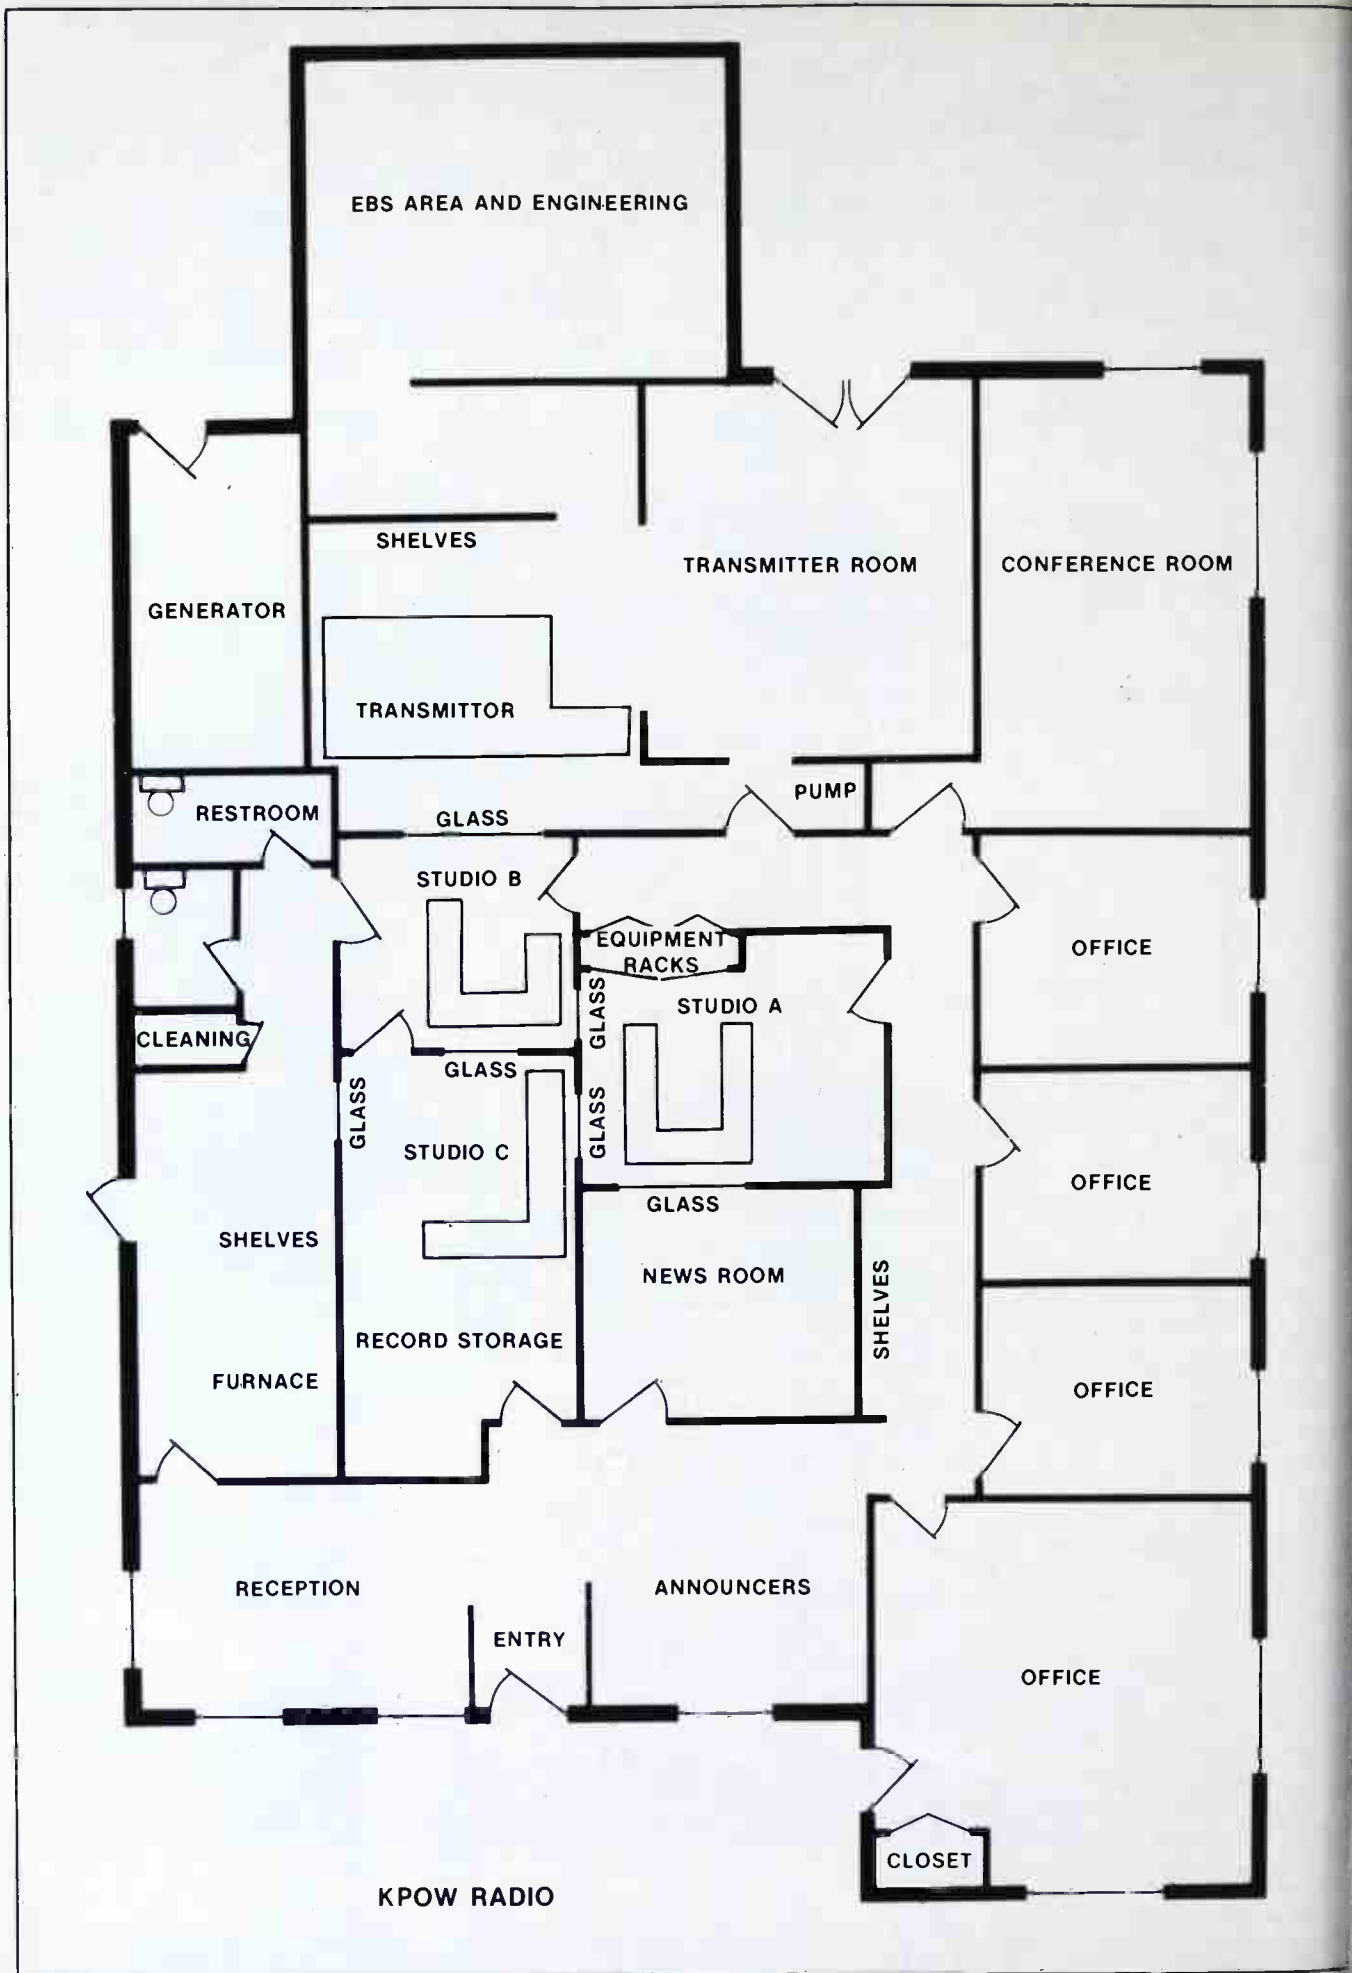 EBS AREA AND ENGINEERING
SHELVES
TRANSMITTER ROOM
CONFERENCE ROOM
GENERATOR
TRANSMITTOR
PUMP
RESTROOM
GLASS
STUDIO B
EQUIPMENT
RACKS
OFFICE
STUDIO A
GLASS
CLEANING
GLASS
GLASS
GLASS
STUDIO C
OFFICE
GLASS
SHELVES
NEWS ROOM
SHELVES
RECORD STORAGE
FURNACE
OFFICE
RECEPTION
ANNOUNCERS
ENTRY
OFFICE
CLOSET
KPOW RADIO